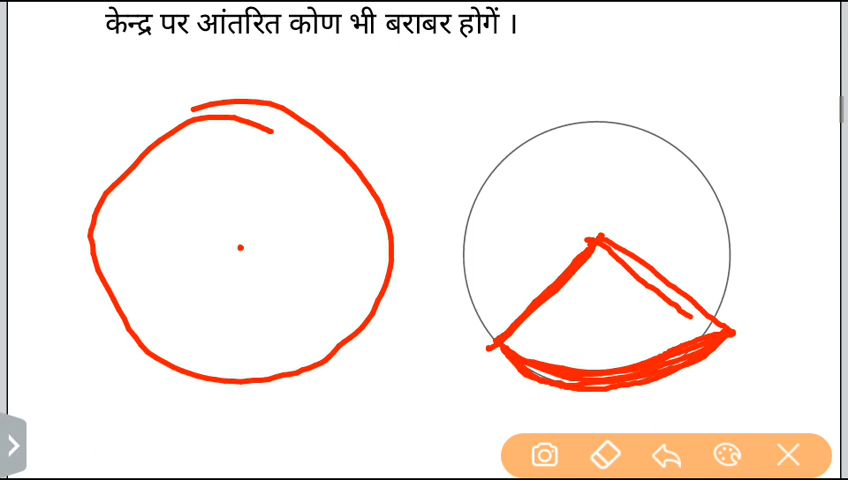 केन्द्र पर आंतरित कोण भी बराबर होगें ।